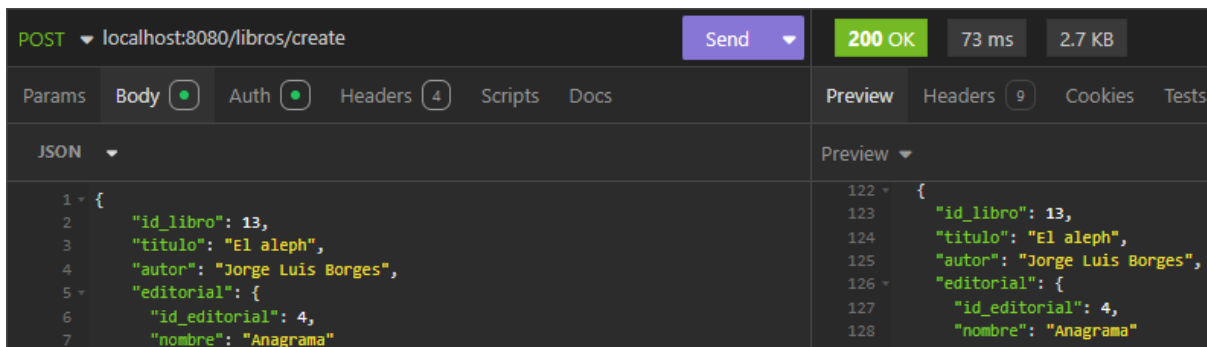 POST localhost:8080/libros/create Send 200 OK 73 ms 2.7 KB
Params Body Auth Headers 4 Scripts Docs Preview Headers 9 Cookies Tests
JSON Preview
1 {
2 "id_libro": 13,
3 "titulo": "El aleph",
4 "autor": "Jorge Luis Borges",
5 "editorial": {
6 "id_editorial": 4,
7 "nombre": "Anagrama"
122 {
123 "id_libro": 13,
124 "titulo": "El aleph",
125 "autor": "Jorge Luis Borges",
126 "editorial": {
127 "id_editorial": 4,
128 "nombre": "Anagrama"